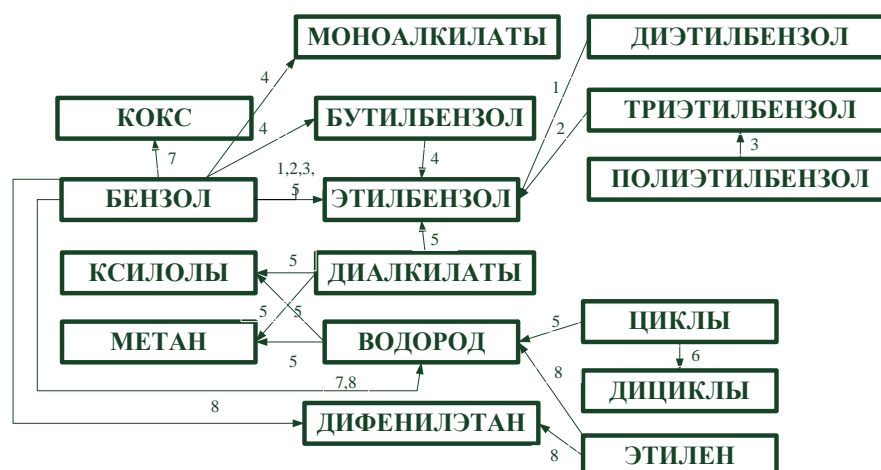 МОНОАЛКИЛАТЫ
ДИЭТИЛБЕНЗОЛ
4
1
КОКС
БУТИЛБЕНЗОЛ
ТРИЭТИЛБЕНЗОЛ
4
2
7
4
3
1,2,3,
5
БЕНЗОЛ
ЭТИЛБЕНЗОЛ
ПОЛИЭТИЛБЕНЗОЛ
5
КСИЛОЛЫ
5
ДИАЛКИЛАТЫ
5
5
МЕТАН
5
ВОДОРОД
5
ЦИКЛЫ
6
7,8
8
ДИЦИКЛЫ
8
ДИФЕНИЛЭТАН
8
ЭТИЛЕН